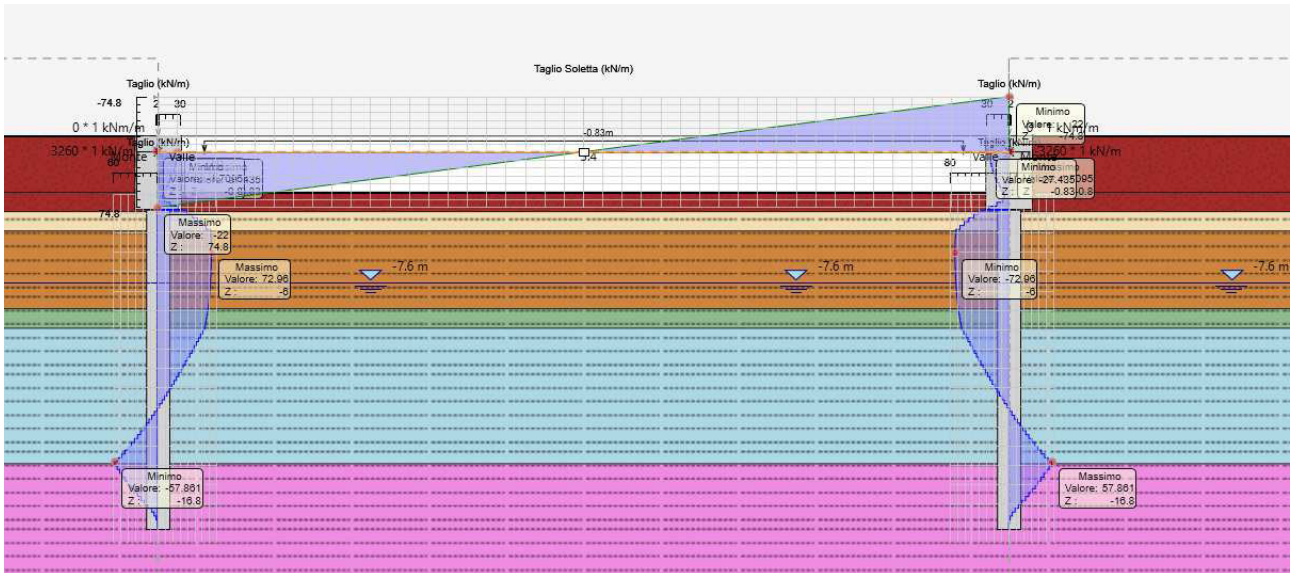 Taglio Soletta (kN/m)
Taglio (kN/m)
Taglio (kN/m)
-74.8
2
30
30
2
0 * 1 kNm/m
0 * 1 kNm/m
Minimo
Valore: -22
Z : -74.8
-0.83m
Taglio (kN/m)
3260 * 1 kN/m
-3260 * 1 kN/m
Monte
Valle
Valle
Monte
80
Minimo
Valore:
Z :
Minimo
Valore: -27.435
Z : -0.83
74.8
Massimo
Valore: -22
Z : 74.8
Massimo
Valore: 72.96
Z : -6
Minimo
Valore: -72.96
Z : -6
-7.6 m
-7.6 m
-7.6 m
Minimo
Valore: -57.861
Z : -16.8
Massimo
Valore: 57.861
Z : -16.8